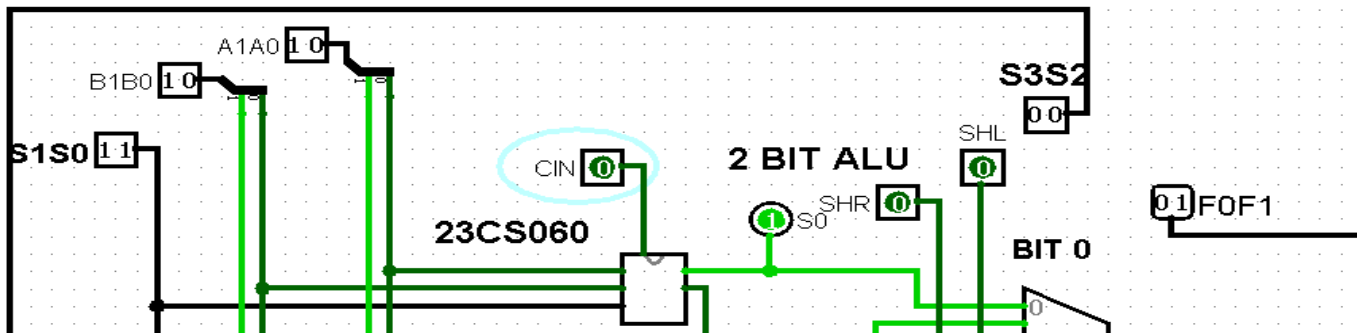 A1A0 1 0
S3S2
B1B0 1 0
0 0
SHL
S1S0 1 1
CIN 0
2 BIT ALU
0
SHR 0
0 1 F0F1
1 S0
23CS060
BIT 0
0